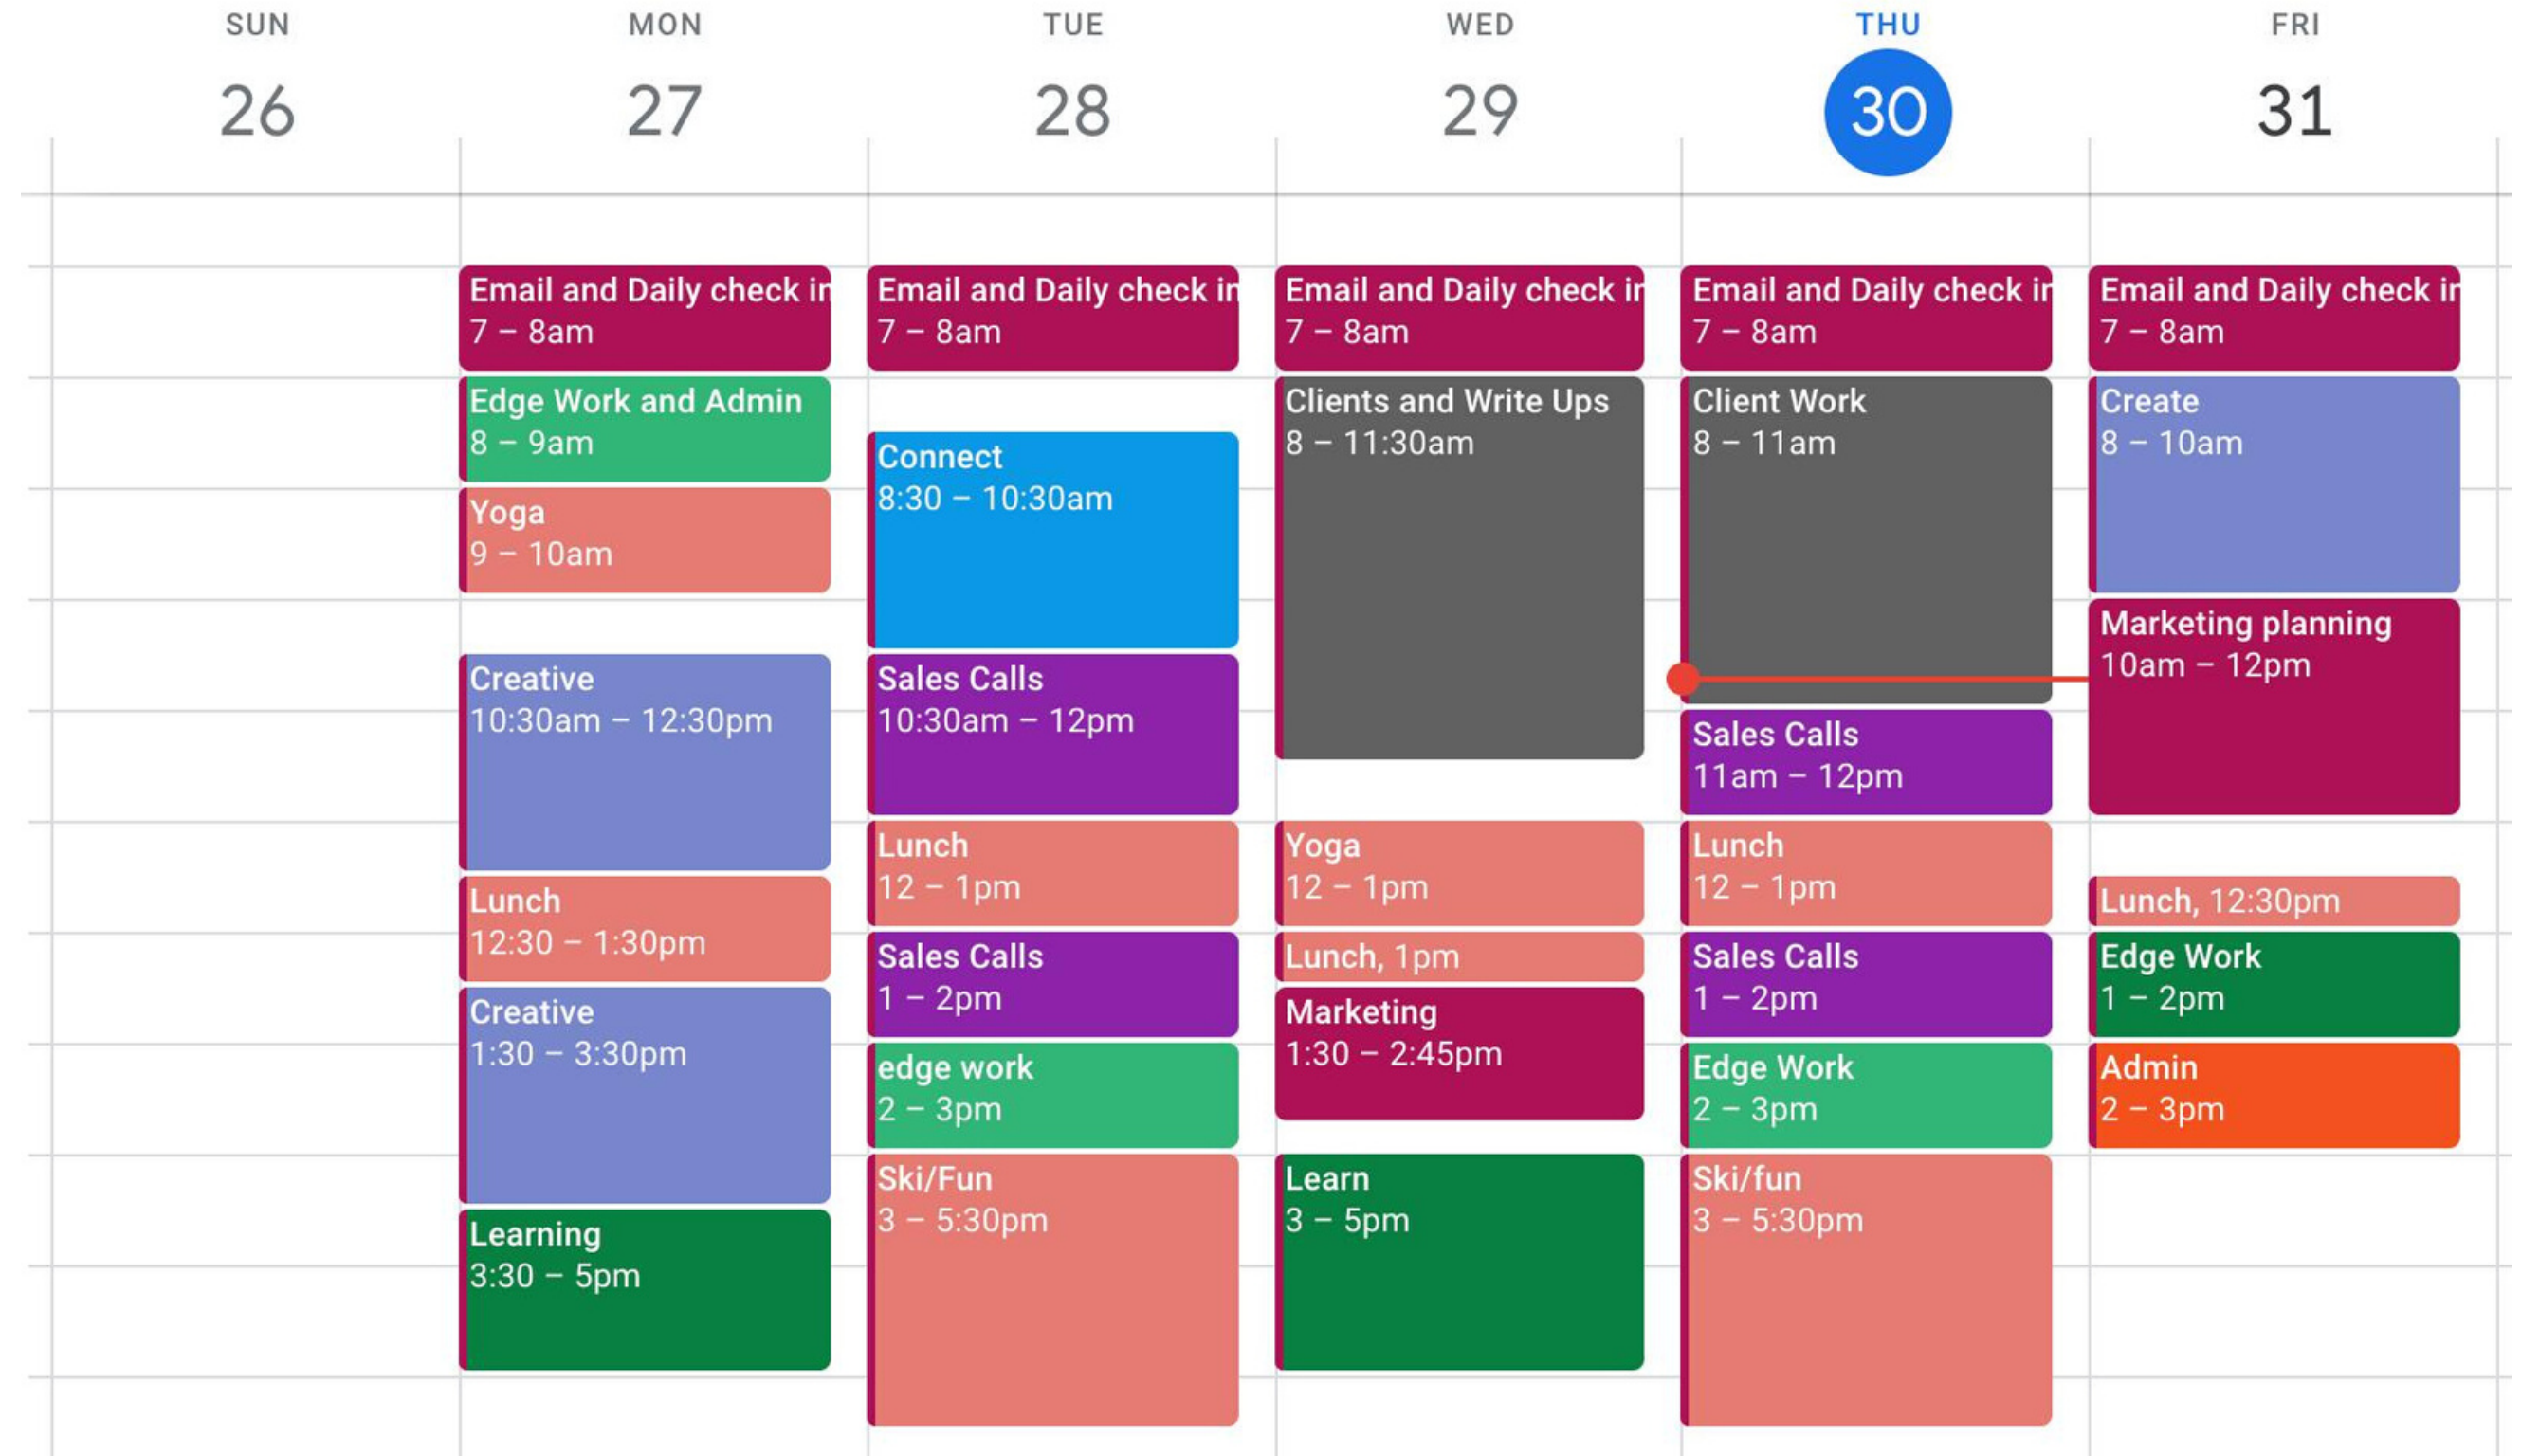 SUN
26
MON
27
TUE
28
WED
29
THU
30
FRI
31
Email and Daily check in
7 – 8am
Edge Work and Admin
8 – 9am
Yoga
9 – 10am
Creative
10:30am – 12:30pm
Lunch
12:30 – 1:30pm
Creative
1:30 – 3:30pm
Learning
3:30 – 5pm
Email and Daily check in
7 – 8am
Connect
8:30 – 10:30am
Sales Calls
10:30am – 12pm
Lunch
12 – 1pm
Sales Calls
1 – 2pm
edge work
2 – 3pm
Ski/Fun
3 – 5:30pm
Email and Daily check in
7 – 8am
Clients and Write Ups
8 – 11:30am
Yoga
12 – 1pm
Lunch, 1pm
Marketing
1:30 – 2:45pm
Learn
3 – 5pm
Email and Daily check in
7 – 8am
Client Work
8 – 11am
Sales Calls
11am – 12pm
Lunch
12 – 1pm
Sales Calls
1 – 2pm
Edge Work
2 – 3pm
Ski/fun
3 – 5:30pm
Email and Daily check in
7 – 8am
Create
8 – 10am
Marketing planning
10am – 12pm
Lunch, 12:30pm
Edge Work
1 – 2pm
Admin
2 – 3pm